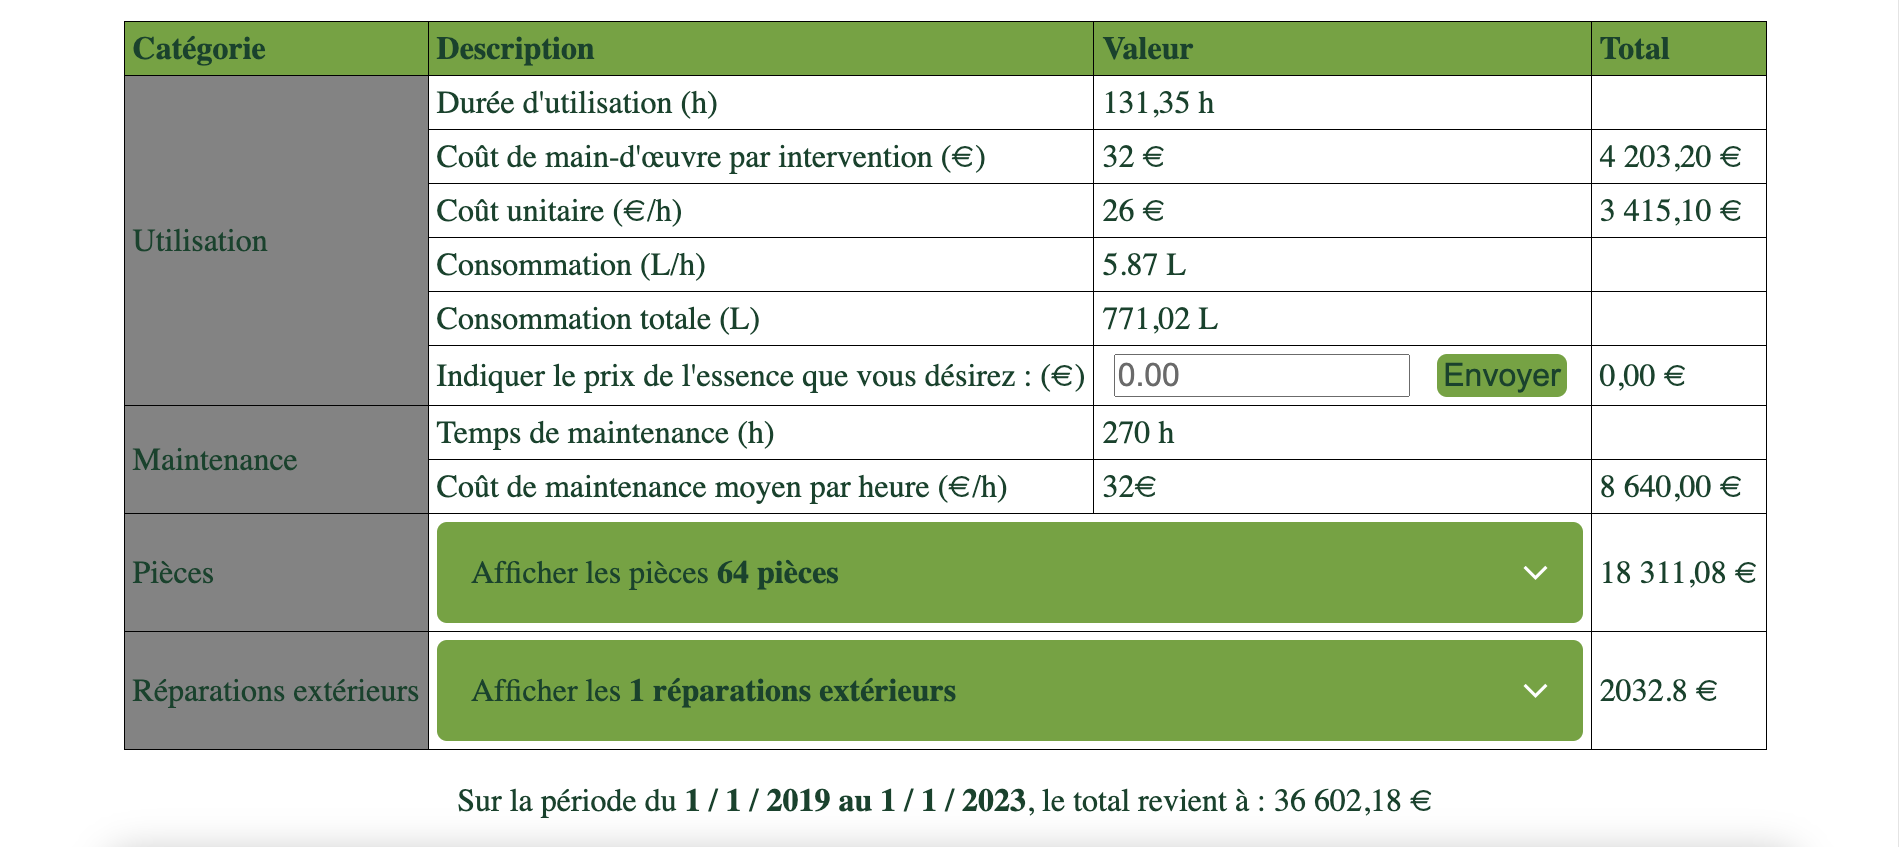 Catégorie Description Valeur Total
Utilisation
Durée d'utilisation (h) 131,35 h
Coût de main-d'œuvre par intervention (€) 32 € 4 203,20 €
Coût unitaire (€/h) 26 € 3 415,10 €
Consommation (L/h) 5.87 L
Consommation totale (L) 771,02 L
Indiquer le prix de l'essence que vous désirez : (€) 0.00 Envoyer 0,00 €
Maintenance
Temps de maintenance (h) 270 h
Coût de maintenance moyen par heure (€/h) 32€ 8 640,00 €
Pièces Afficher les pièces 64 pièces 18 311,08 €
Réparations extérieurs Afficher les 1 réparations extérieurs 2032.8 €
Sur la période du 1 / 1 / 2019 au 1 / 1 / 2023, le total revient à : 36 602,18 €